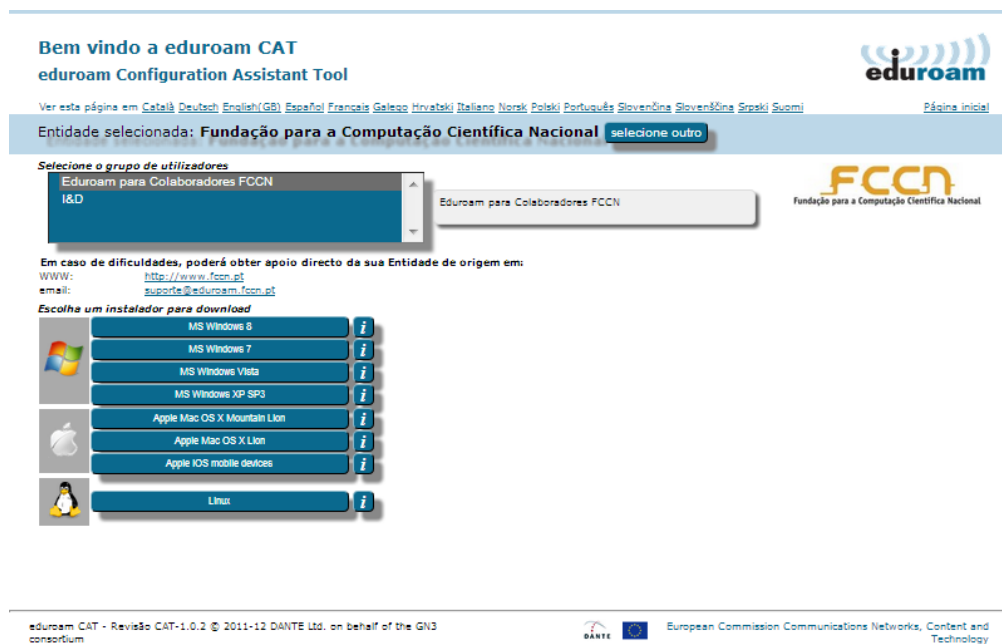 Bem vindo a eduroam CAT
eduroam Configuration Assistant Tool
eduroam
Ver esta página em Català Deutsch English(GB) Español Français Galego Hrvatski Italiano Norsk Polski Português Slovenčina Slovenščina Srpski Suomi
Página inicial
Entidade selecionada: Fundação para a Computação Científica Nacional selecione outro
Selecione o grupo de utilizadores
Eduroam para Colaboradores FCCN
I&D
Eduroam para Colaboradores FCCN
FCCN
Fundação para a Computação Científica Nacional
Em caso de dificuldades, poderá obter apoio directo da sua Entidade de origem em:
WWW: http://www.fccn.pt
email: suporte@eduroam.fccn.pt
Escolha um instalador para download
MS Windows 8 i
MS Windows 7 i
MS Windows Vista i
MS Windows XP SP3 i
Apple Mac OS X Mountain Lion i
Apple Mac OS X Lion i
Apple iOS mobile devices i
Linux i
eduroam CAT - Revisão CAT-1.0.2 © 2011-12 DANTE Ltd. on behalf of the GN3
consortium
DANTE
European Commission Communications Networks, Content and
Technology